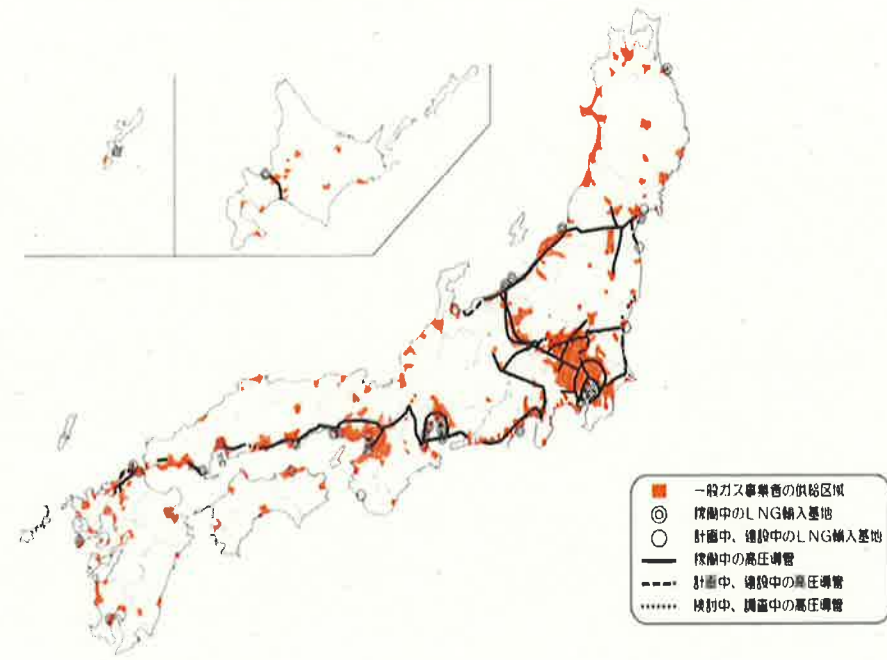 一般ガス事業者の供給区域
稼働中のLNG輸入基地
計画中、建設中のLNG輸入基地
稼働中の高圧導管
計画中、建設中の高圧導管
検討中、調査中の高圧導管